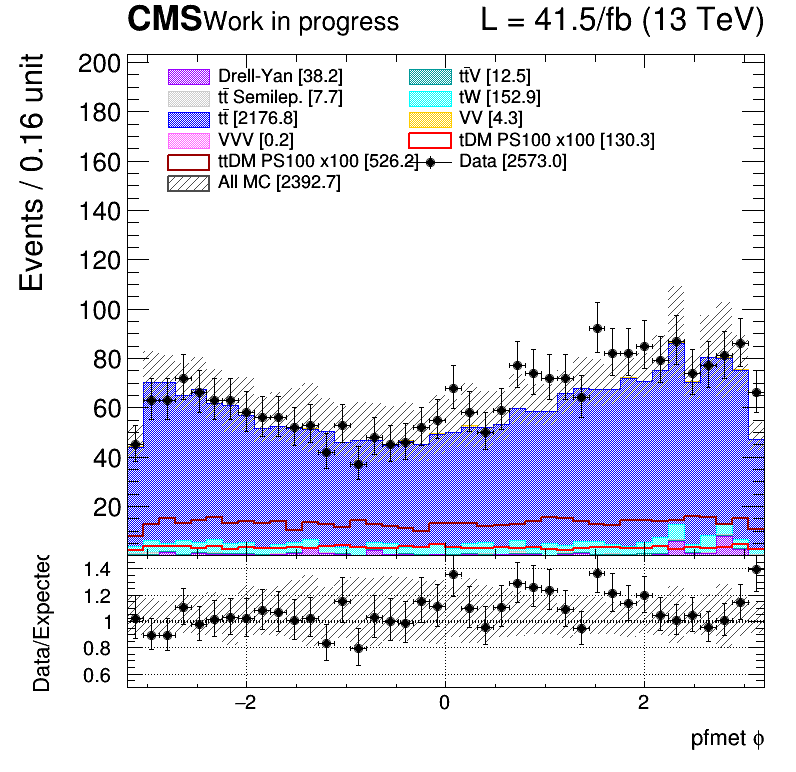 CMS Work in progress L = 41.5/fb (13 TeV)
Events / 0.16 unit
200
180
160
140
120
100
80
60
40
20
Drell-Yan [38.2] tt̄V [12.5]
tt̄ Semilep. [7.7] tW [152.9]
tt̄ [2176.8] VV [4.3]
VVV [0.2] tDM PS100 x100 [130.3]
ttDM PS100 x100 [526.2] Data [2573.0]
All MC [2392.7]
Data/Expected
1.4
1.2
1
0.8
0.6
−2 0 2
pfmet ϕ